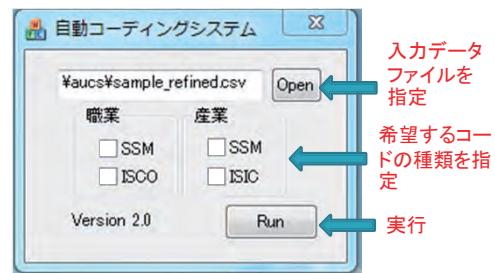 自動コーディングシステム
¥aucs¥sample_refined.csv
Open
職業
産業
SSM
SSM
ISCO
ISIC
Version 2.0
Run
入力データ
ファイルを
指定
希望するコー
ドの種類を指
定
実行